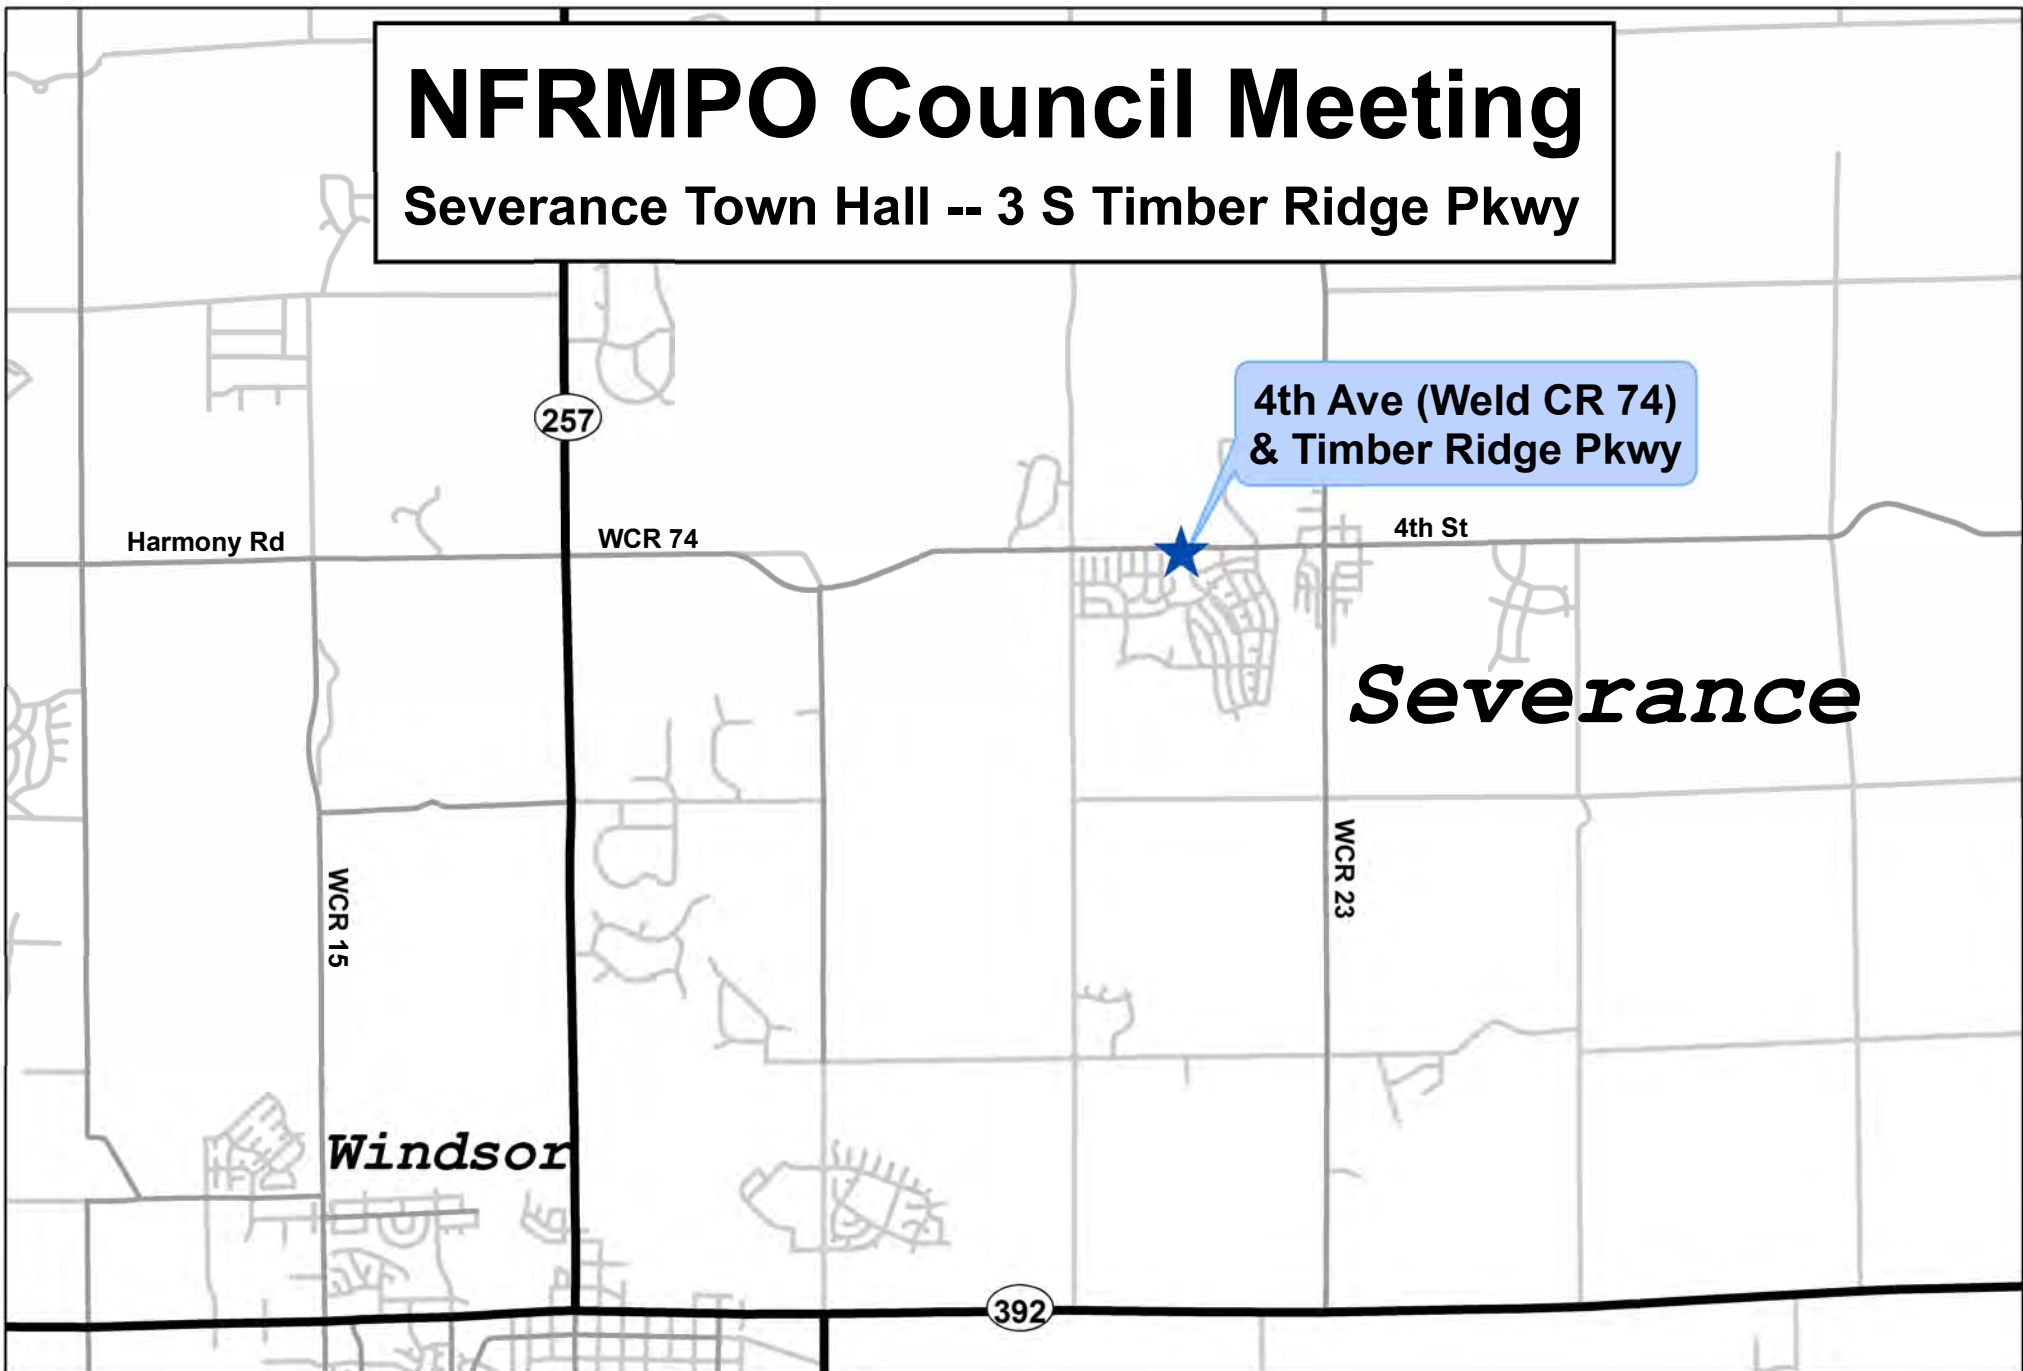 NFRMPO Council Meeting
Severance Town Hall -- 3 S Timber Ridge Pkwy
257
4th Ave (Weld CR 74)
& Timber Ridge Pkwy
Harmony Rd
WCR 74
4th St
Severance
WCR 15
WCR 23
Windsor
392